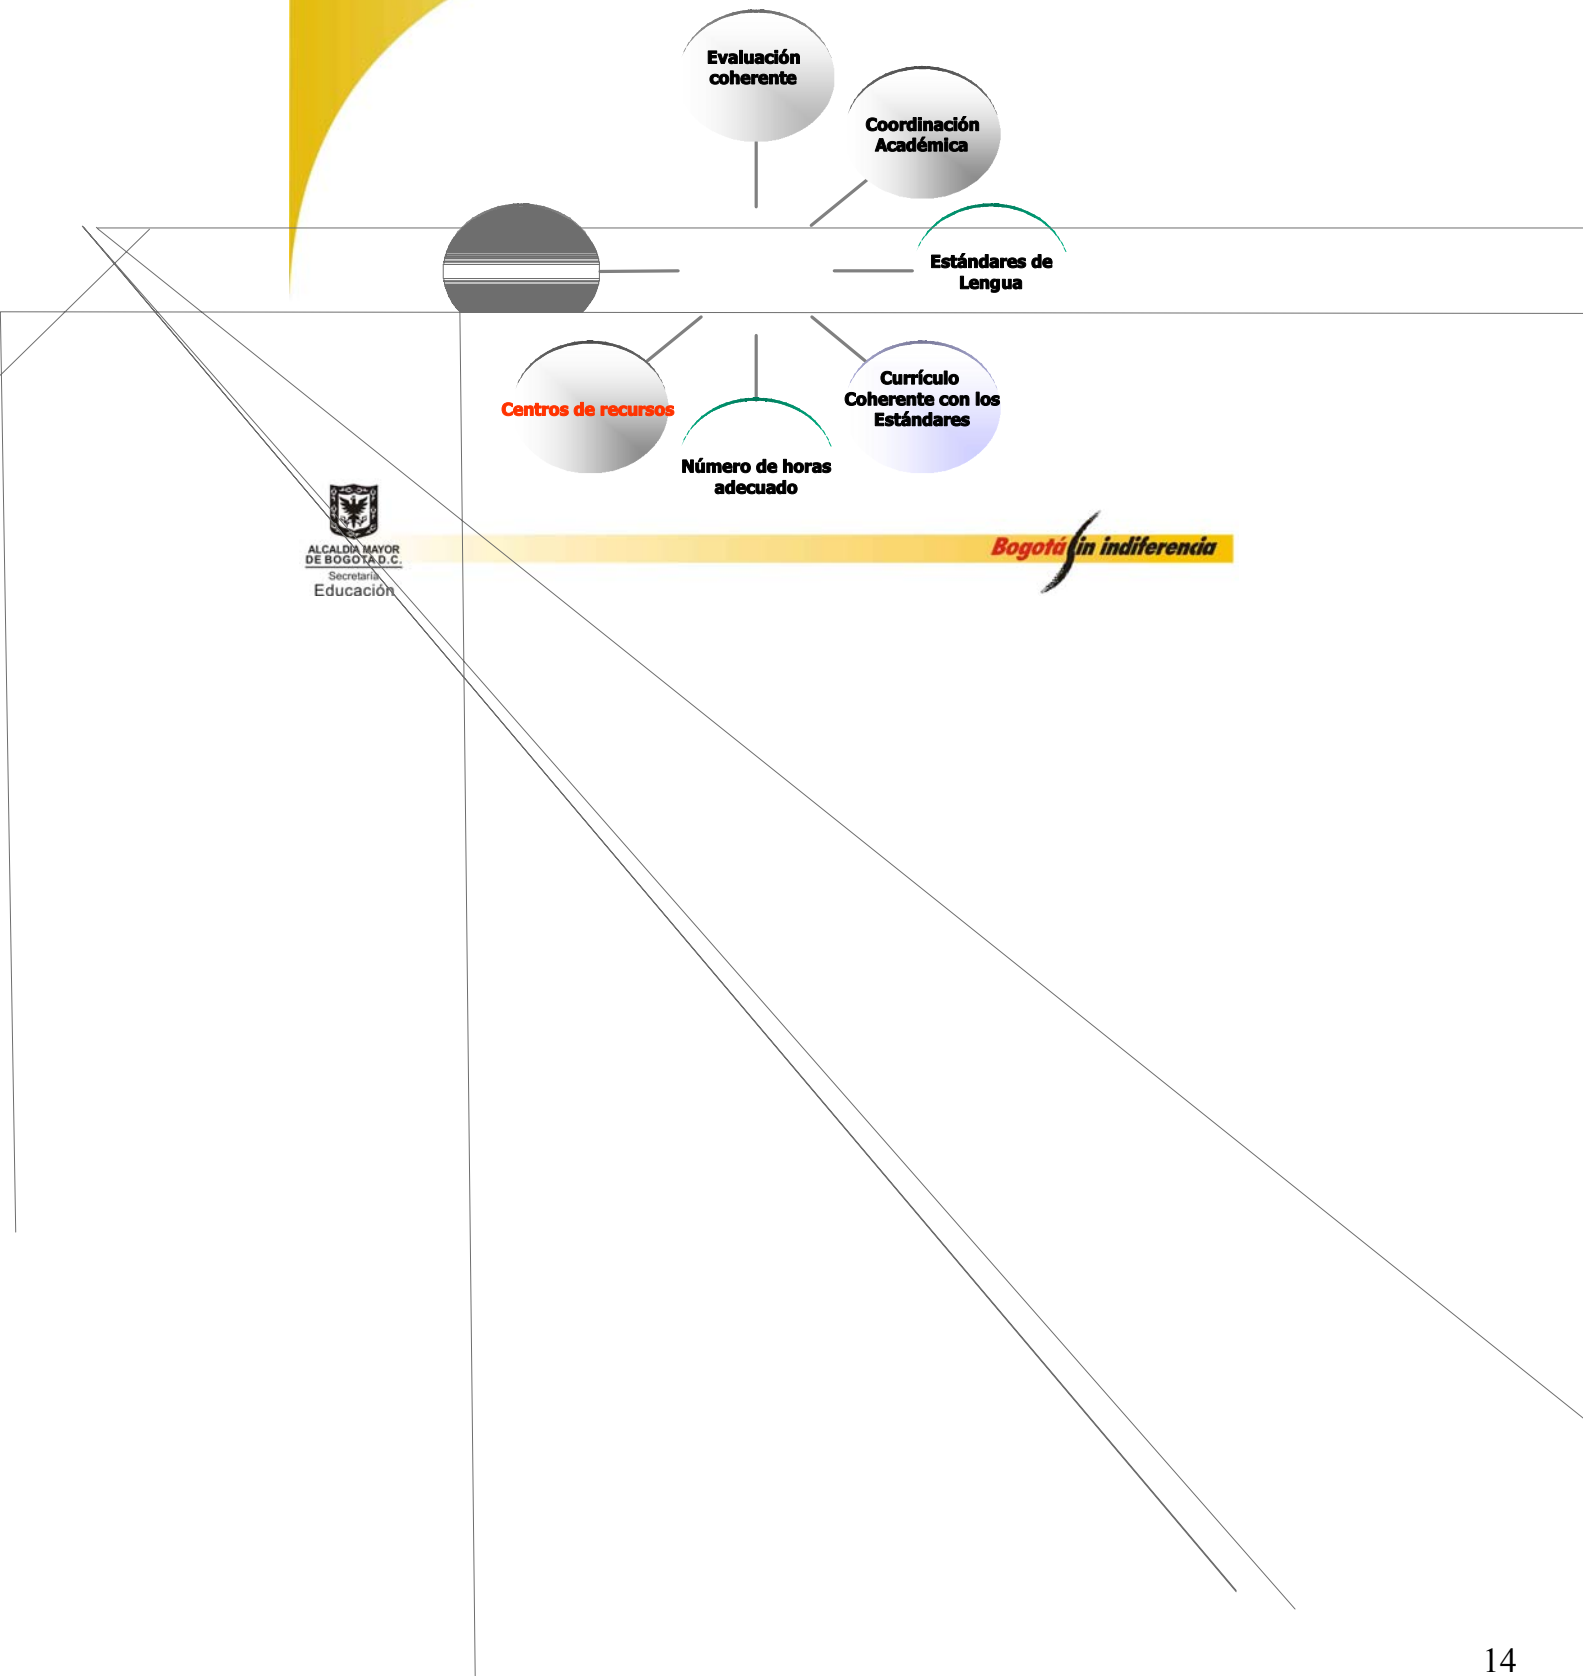 Evaluación
coherente
Coordinación
Académica
Estándares de
Lengua
Currículo
Coherente con los
Estándares
Centros de recursos
Número de horas
adecuado
ALCALDIA MAYOR
DE BOGOTA D.C.
Secretaría
Educación
Bogotá sin indiferencia
14